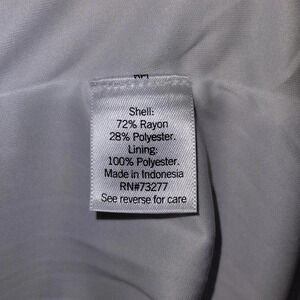 Shell:
72% Rayon
28% Polyester.
Lining:
100% Polyester.
Made in Indonesia
RN#73277
See reverse for care